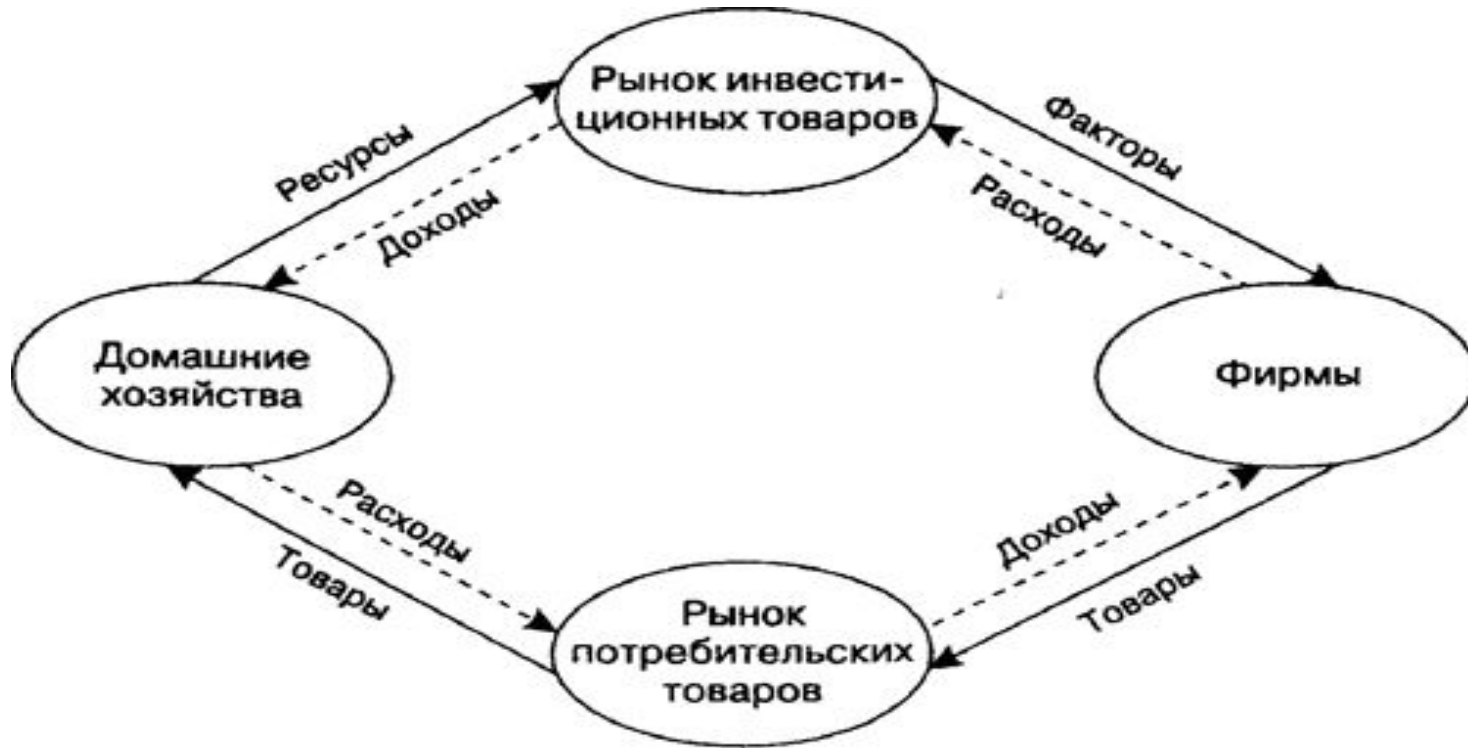 Рынок инвести-
ционных товаров
Ресурсы
Доходы
Факторы
Расходы
Домашние
хозяйства
Фирмы
Расходы
Товары
Доходы
Товары
Рынок
потребительских
товаров